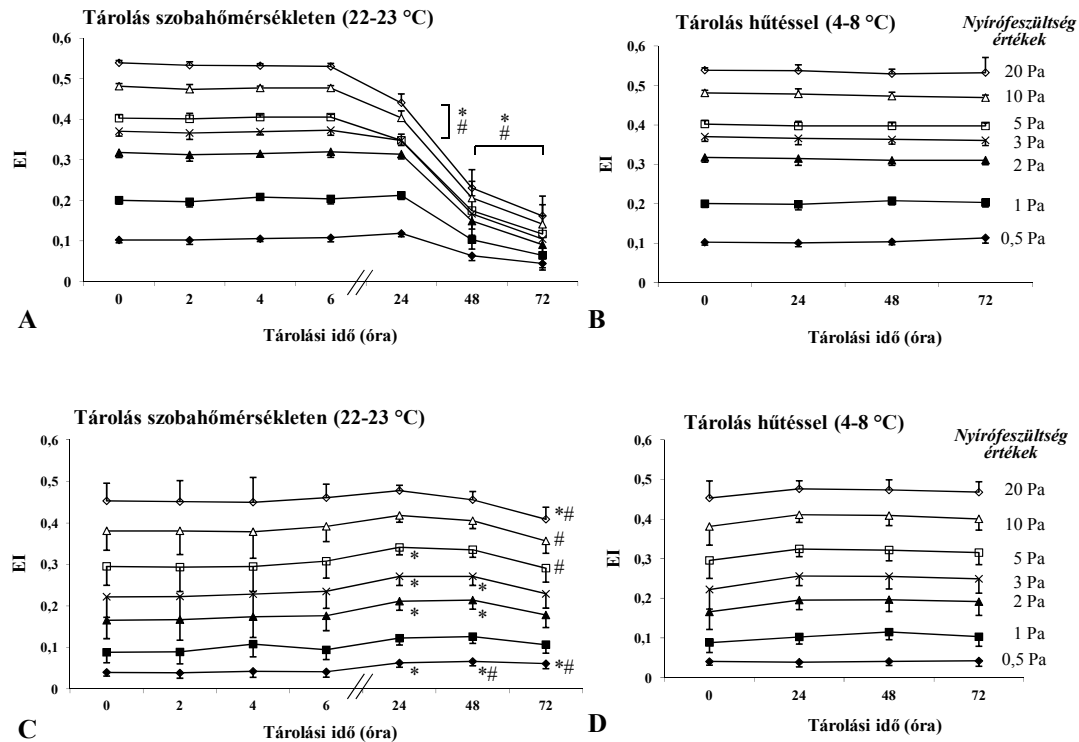 Tárolás szobahőmérsékleten (22-23 °C)
0,6
0,5
0,4
0,3
0,2
0,1
0
EI
* #
* #
0 2 4 6 24 48 72
Tárolási idő (óra)
A
Tárolás hűtéssel (4-8 °C)
Nyírófeszültség
értékek
0,6
0,5
0,4
0,3
0,2
0,1
0
EI
20 Pa
10 Pa
5 Pa
3 Pa
2 Pa
1 Pa
0,5 Pa
0 24 48 72
Tárolási idő (óra)
B
Tárolás szobahőmérsékleten (22-23 °C)
0,6
0,5
0,4
0,3
0,2
0,1
0
EI
*#
#
* #
* *
* *
* *# *#
0 2 4 6 24 48 72
Tárolási idő (óra)
C
Tárolás hűtéssel (4-8 °C)
Nyírófeszültség
értékek
0,6
0,5
0,4
0,3
0,2
0,1
0
EI
20 Pa
10 Pa
5 Pa
3 Pa
2 Pa
1 Pa
0,5 Pa
0 24 48 72
Tárolási idő (óra)
D